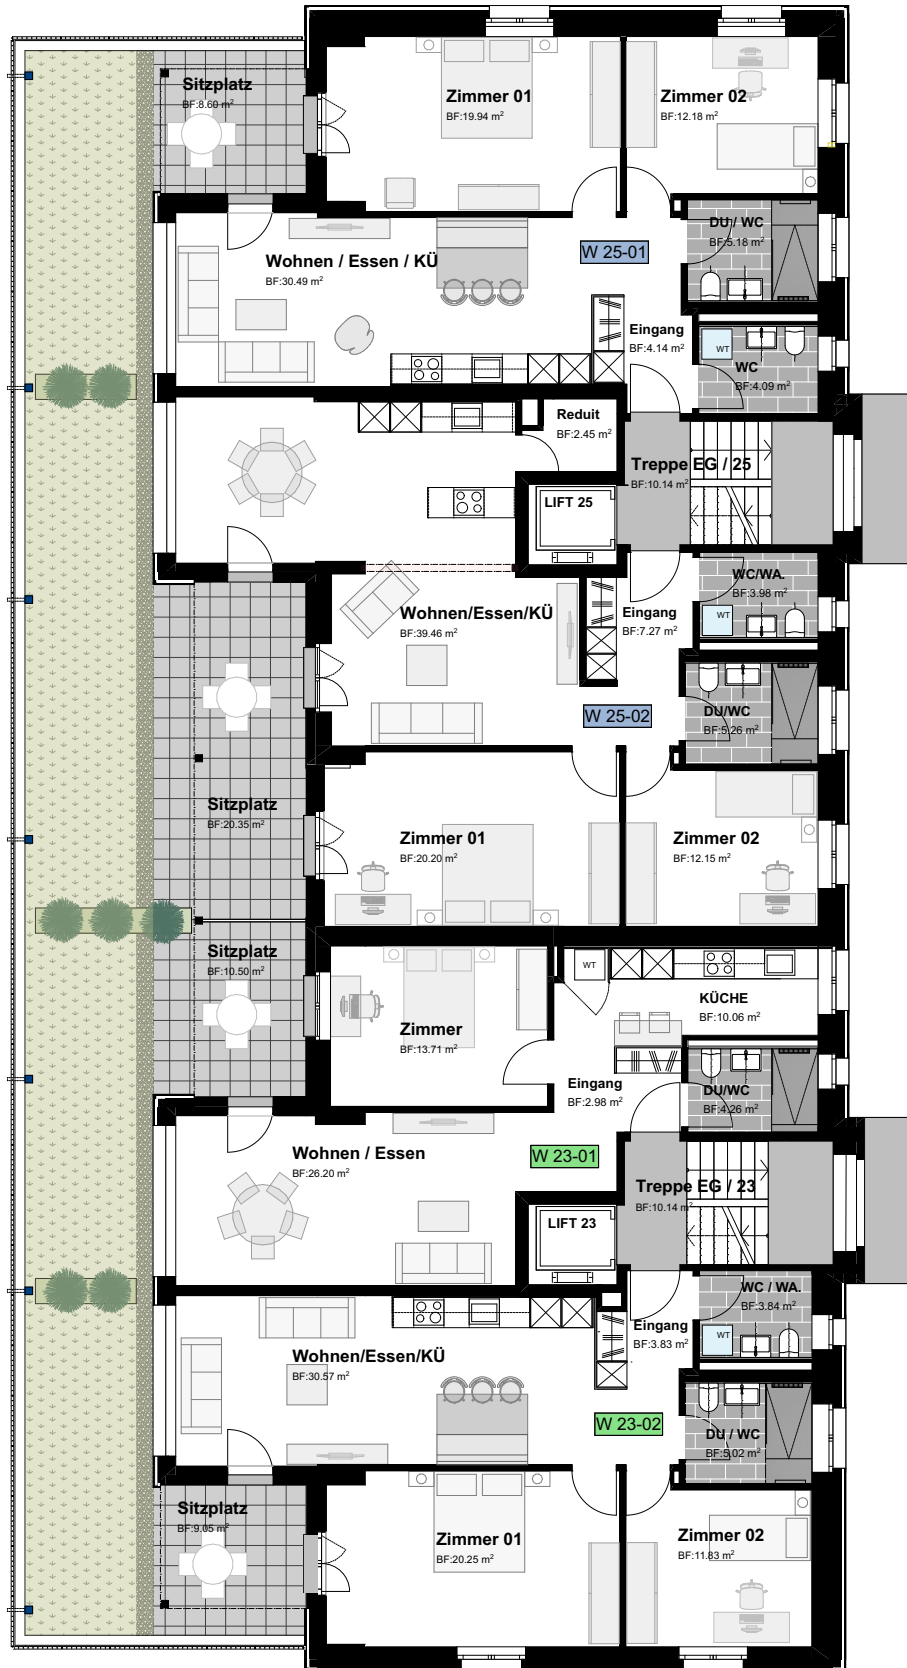 Sitzplatz
BF:8.60 m²
Zimmer 01
BF:19.94 m²
Zimmer 02
BF:12.18 m²
DU / WC
BF:5.18 m²
W 25-01
Wohnen / Essen / KÜ
BF:30.49 m²
Eingang
BF:4.14 m²
WT
WC
BF:4.09 m²
Reduit
BF:2.45 m²
Treppe EG / 25
BF:10.14 m²
LIFT 25
WC/WA.
BF:3.98 m²
WT
Eingang
BF:7.27 m²
Wohnen/Essen/KÜ
BF:39.46 m²
W 25-02
DU/WC
BF:5.26 m²
Sitzplatz
BF:20.35 m²
Zimmer 01
BF:20.20 m²
Zimmer 02
BF:12.15 m²
Sitzplatz
BF:10.50 m²
Zimmer
BF:13.71 m²
WT
KÜCHE
BF:10.06 m²
Eingang
BF:2.98 m²
DU/WC
BF:4.26 m²
Wohnen / Essen
BF:26.20 m²
W 23-01
Treppe EG / 23
BF:10.14 m²
LIFT 23
WC / WA.
BF:3.84 m²
WT
Eingang
BF:3.83 m²
Wohnen/Essen/KÜ
BF:30.57 m²
W 23-02
DU / WC
BF:5.02 m²
Sitzplatz
BF:9.05 m²
Zimmer 01
BF:20.25 m²
Zimmer 02
BF:11.83 m²